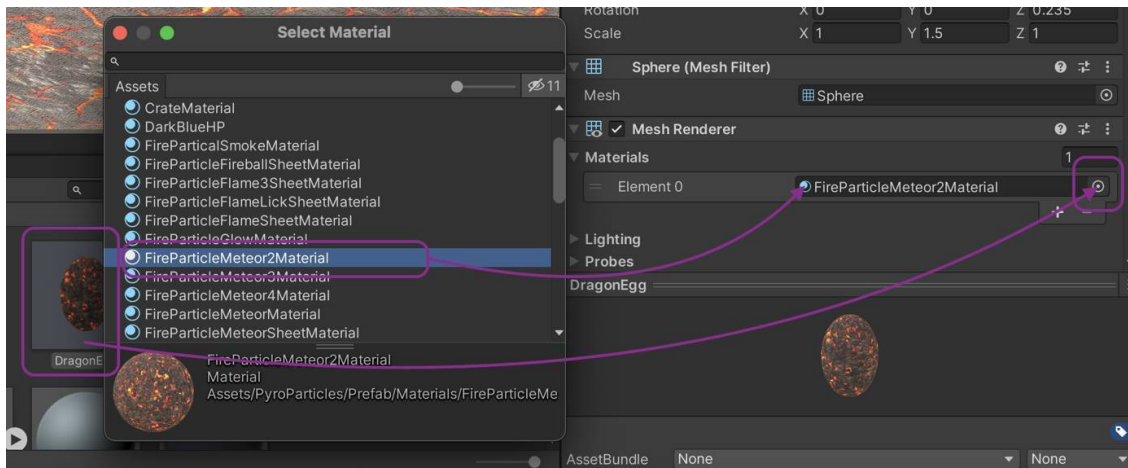 Select Material
Assets
11
CrateMaterial
DarkBlueHP
FireParticalSmokeMaterial
FireParticleFireballSheetMaterial
FireParticleFlame3SheetMaterial
FireParticleFlameLickSheetMaterial
FireParticleFlameSheetMaterial
FireParticleGlowMaterial
FireParticleMeteor2Material
FireParticleMeteor3Material
FireParticleMeteor4Material
FireParticleMeteorMaterial
FireParticleMeteorSheetMaterial
FireParticleMeteor2Material
Material
Assets/PyroParticles/Prefab/Materials/FireParticleMe
DragonE
Rotation X 0 Y 0 Z 0.235
Scale X 1 Y 1.5 Z 1
Sphere (Mesh Filter)
Mesh Sphere
Mesh Renderer
Materials 1
Element 0 FireParticleMeteor2Material
Lighting
Probes
DragonEgg
AssetBundle None None